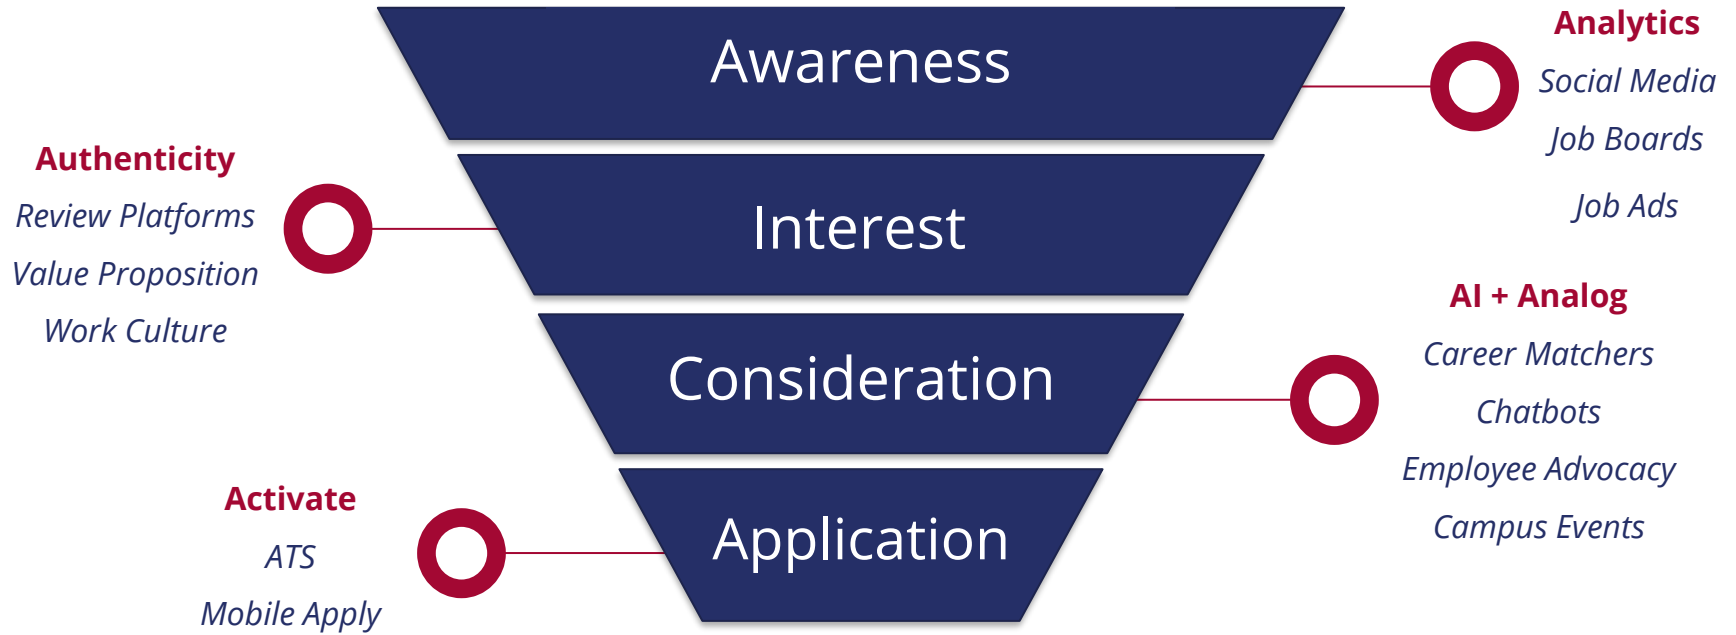 Awareness
Analytics
Social Media
Job Boards
Job Ads
Authenticity
Review Platforms
Value Proposition
Work Culture
Interest
Consideration
AI + Analog
Career Matchers
Chatbots
Employee Advocacy
Campus Events
Activate
ATS
Mobile Apply
Application